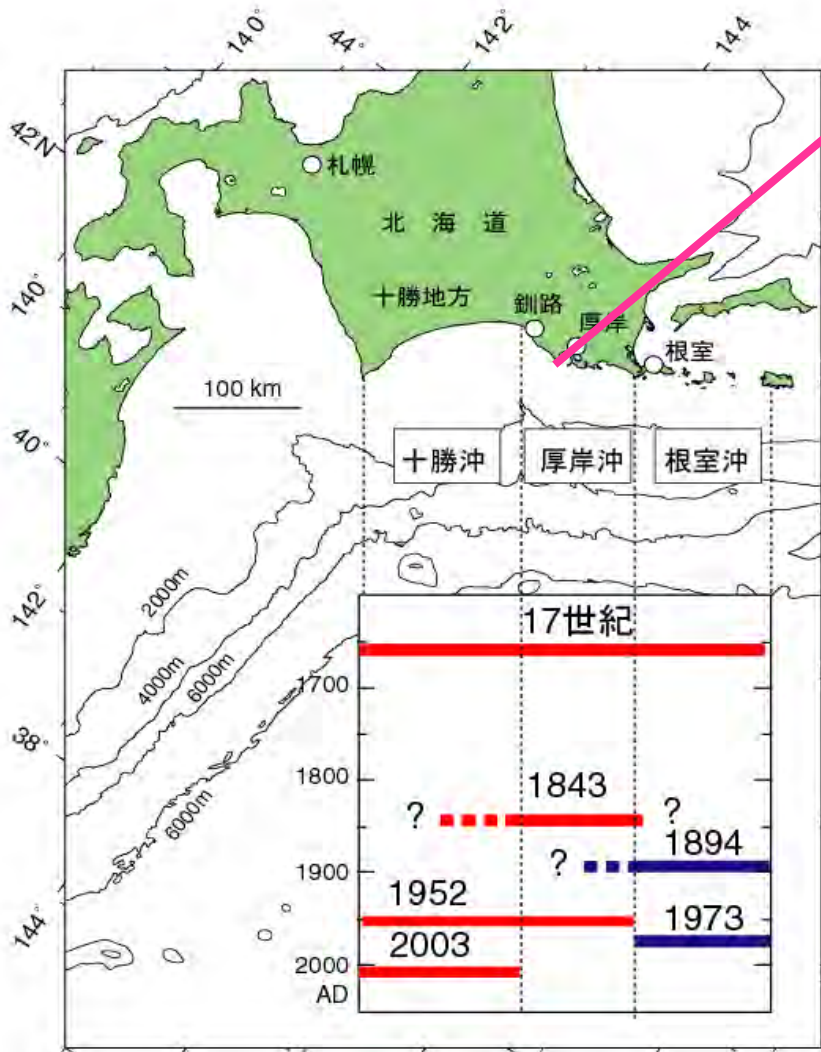 140°
44°
142°
144
42N
札幌
北 海 道
140°
十勝地方
釧路
厚岸
根室
100 km
40°
十勝沖
厚岸沖
根室沖
2000m
142°
4000m
6000m
17世紀
1700
38°
6000m
1800
1843
?
?
1894
?
1900
1952
1973
144°
2003
2000
AD